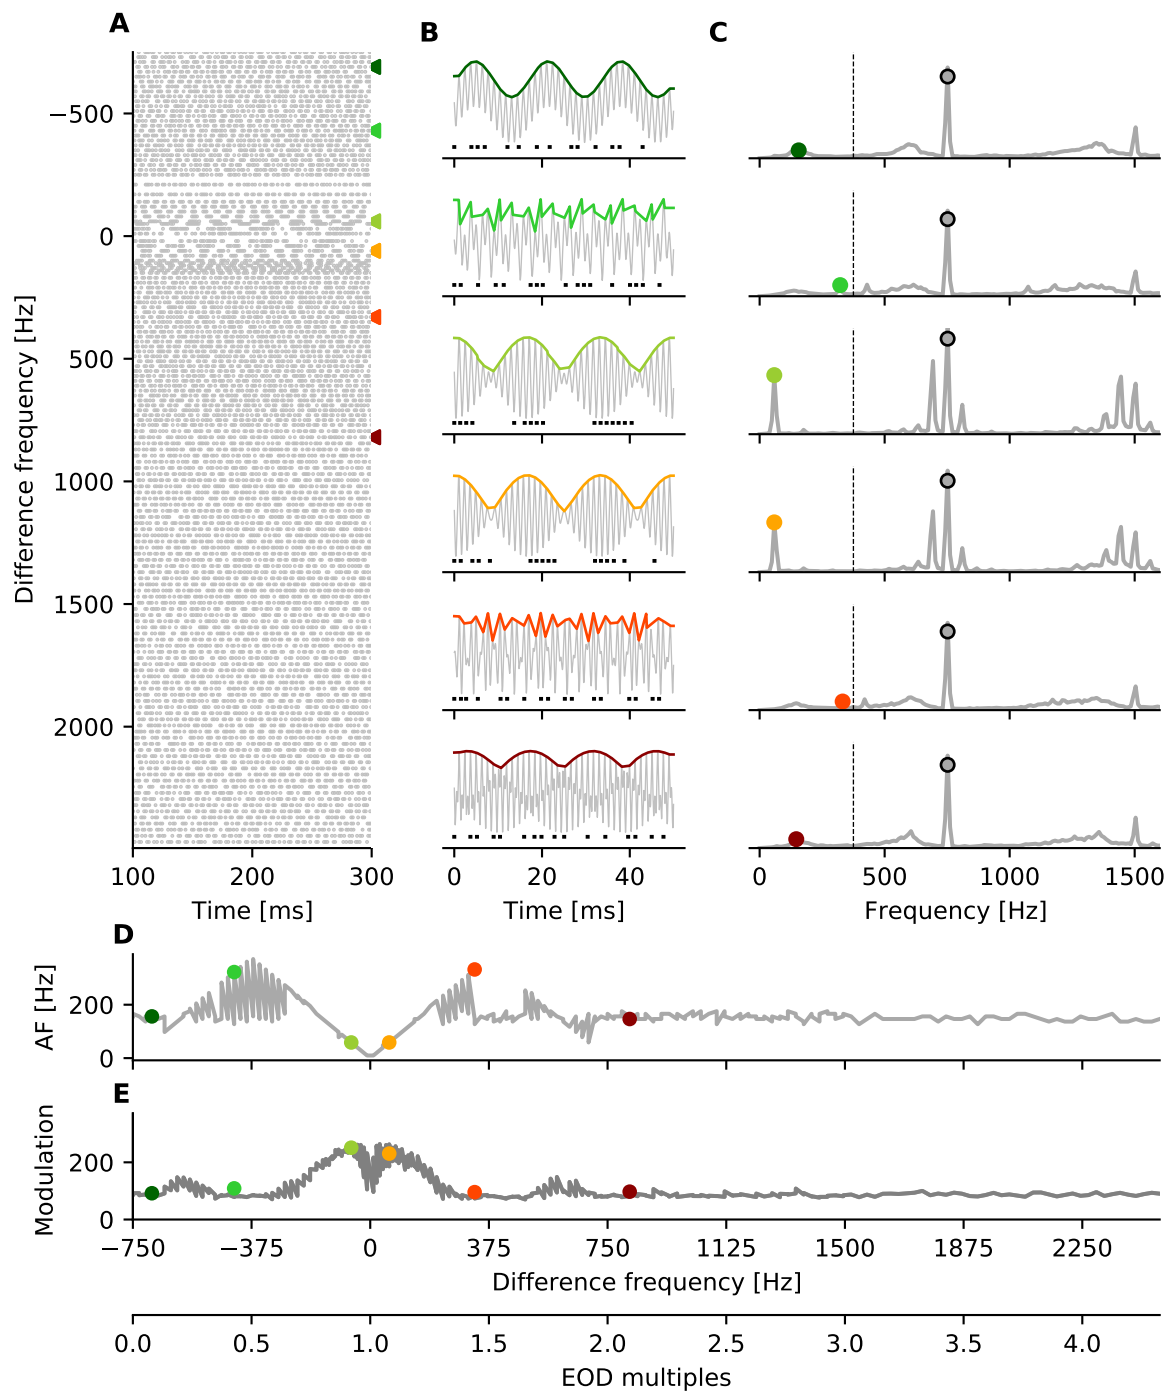 A B C
Difference frequency [Hz]
−500
0
500
1000
1500
2000
100 200 300
Time [ms]
0 20 40
Time [ms]
0 500 1000 1500
Frequency [Hz]
D
AF [Hz]
200
0
E
Modulation
200
0
−750 −375 0 375 750 1125 1500 1875 2250
Difference frequency [Hz]
0.0 0.5 1.0 1.5 2.0 2.5 3.0 3.5 4.0
EOD multiples